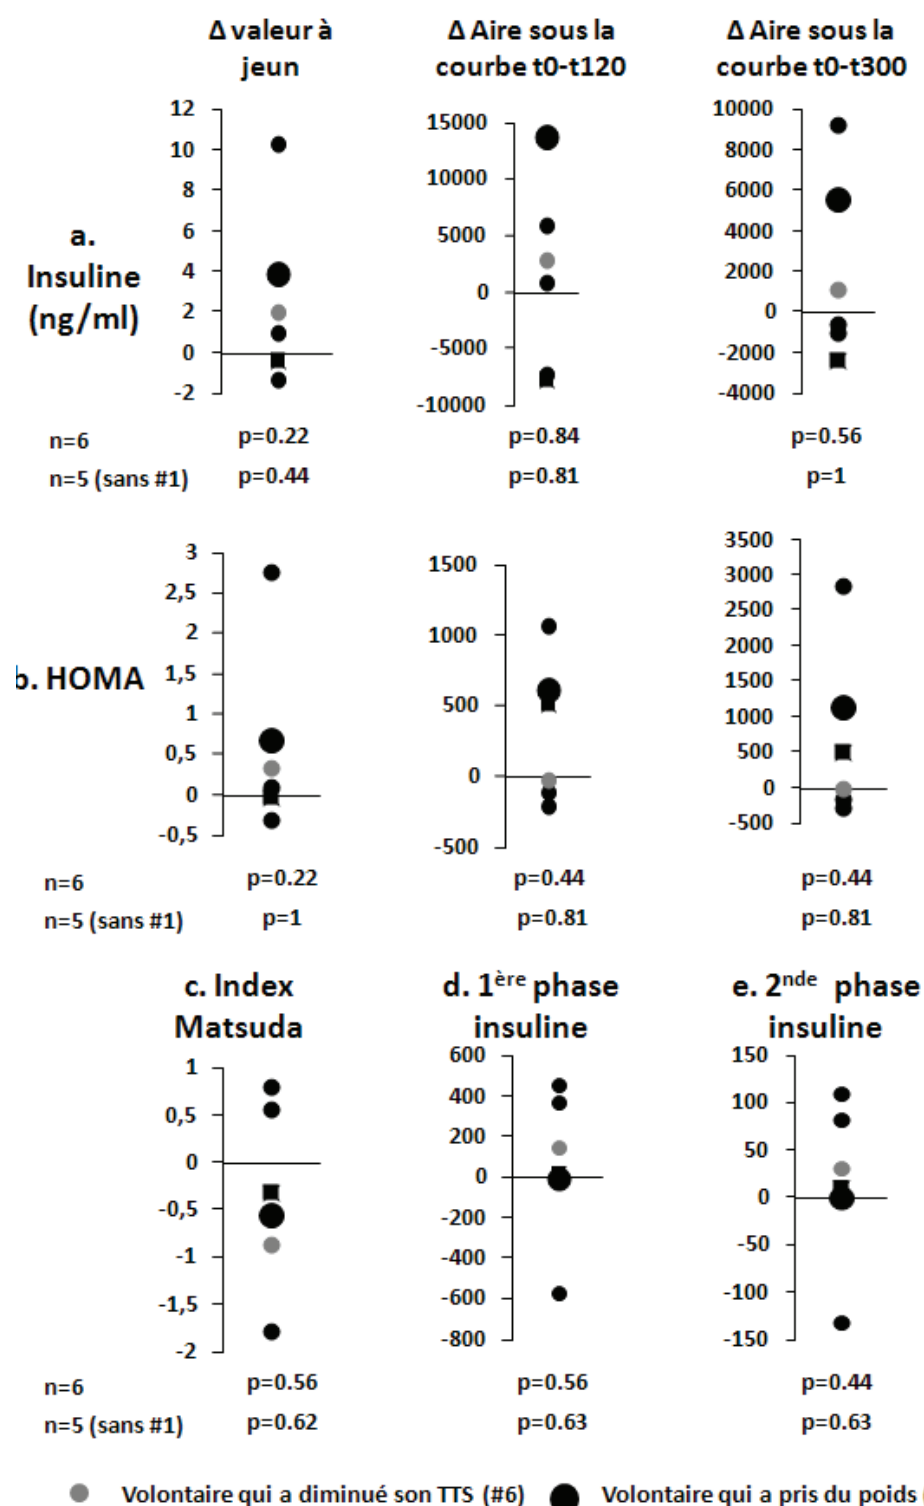 Δ valeur à
jeun
Δ Aire sous la
courbe t0-t120
Δ Aire sous la
courbe t0-t300
a.
Insuline
(ng/ml)
12
10
8
6
4
2
0
-2
15000
10000
5000
0
-5000
-10000
10000
8000
6000
4000
2000
0
-2000
-4000
n=6 p=0.22 p=0.84 p=0.56
n=5 (sans #1) p=0.44 p=0.81 p=1
b. HOMA
3
2,5
2
1,5
1
0,5
0
-0,5
1500
1000
500
0
-500
3500
3000
2500
2000
1500
1000
500
0
-500
n=6 p=0.22 p=0.44 p=0.44
n=5 (sans #1) p=1 p=0.81 p=0.81
c. Index
Matsuda
d. 1ère phase
insuline
e. 2nde phase
insuline
1
0,5
0
-0,5
-1
-1,5
-2
600
400
200
0
-200
-400
-600
-800
150
100
50
0
-50
-100
-150
n=6 p=0.56 p=0.56 p=0.44
n=5 (sans #1) p=0.62 p=0.63 p=0.63
Volontaire qui a diminué son TTS (#6) Volontaire qui a pris du poids